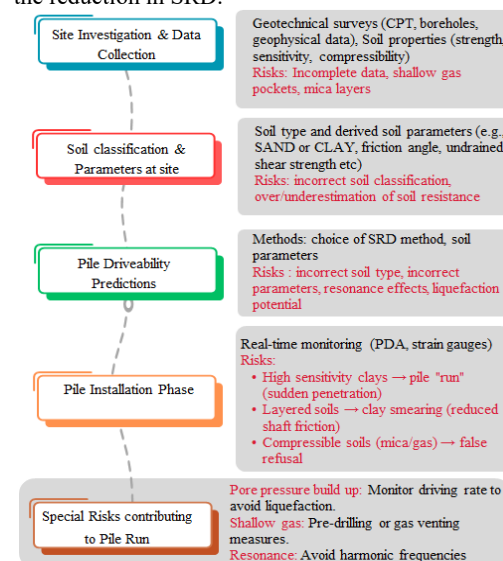 the reduction in SRD.
Site Investigation & Data
Collection
Geotechnical surveys (CPT, boreholes,
geophysical data), Soil properties (strength,
sensitivity, compressibility)
Risks: Incomplete data, shallow gas
pockets, mica layers
Soil classification &
Parameters at site
Soil type and derived soil parameters (e.g.,
SAND or CLAY, friction angle, undrained
shear strength etc)
Risks: incorrect soil classification,
over/underestimation of soil resistance
Pile Driveability
Predictions
Methods: choice of SRD method, soil
parameters
Risks : incorrect soil type, incorrect
parameters, resonance effects, liquefaction
potential
Pile Installation Phase
Real-time monitoring (PDA, strain gauges)
Risks:
• High sensitivity clays → pile "run"
(sudden penetration)
• Layered soils → clay smearing (reduced
shaft friction)
• Compressible soils (mica/gas) → false
refusal
Special Risks contributing
to Pile Run
Pore pressure build up: Monitor driving rate to
avoid liquefaction.
Shallow gas: Pre-drilling or gas venting
measures.
Resonance: Avoid harmonic frequencies